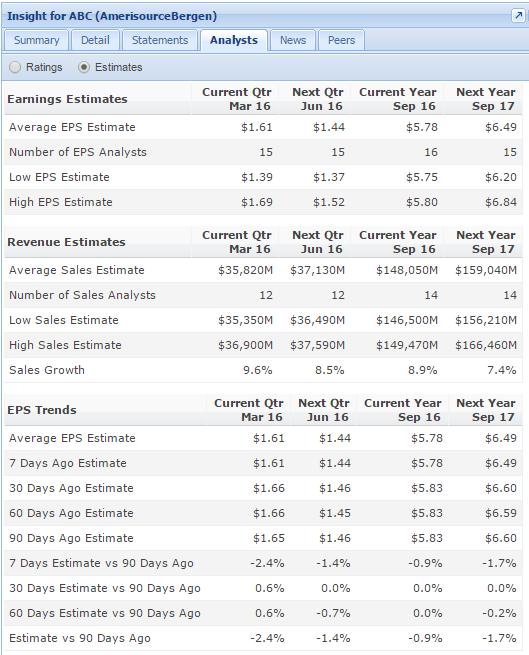 Insight for ABC (AmerisourceBergen)
Summary Detail Statements Analysts News Peers
Ratings Estimates
Earnings Estimates Current Qtr Mar 16 Next Qtr Jun 16 Current Year Sep 16 Next Year Sep 17
Average EPS Estimate $1.61 $1.44 $5.78 $6.49
Number of EPS Analysts 15 15 16 15
Low EPS Estimate $1.39 $1.37 $5.75 $6.20
High EPS Estimate $1.69 $1.52 $5.80 $6.84
Revenue Estimates Current Qtr Mar 16 Next Qtr Jun 16 Current Year Sep 16 Next Year Sep 17
Average Sales Estimate $35,820M $37,130M $148,050M $159,040M
Number of Sales Analysts 12 12 14 14
Low Sales Estimate $35,350M $36,490M $146,500M $156,210M
High Sales Estimate $36,900M $37,590M $149,470M $166,460M
Sales Growth 9.6% 8.5% 8.9% 7.4%
EPS Trends Current Qtr Mar 16 Next Qtr Jun 16 Current Year Sep 16 Next Year Sep 17
Average EPS Estimate $1.61 $1.44 $5.78 $6.49
7 Days Ago Estimate $1.61 $1.44 $5.78 $6.49
30 Days Ago Estimate $1.66 $1.46 $5.83 $6.60
60 Days Ago Estimate $1.66 $1.45 $5.83 $6.59
90 Days Ago Estimate $1.65 $1.46 $5.83 $6.60
7 Days Estimate vs 90 Days Ago -2.4% -1.4% -0.9% -1.7%
30 Days Estimate vs 90 Days Ago 0.6% 0.0% 0.0% 0.0%
60 Days Estimate vs 90 Days Ago 0.6% -0.7% 0.0% -0.2%
Estimate vs 90 Days Ago -2.4% -1.4% -0.9% -1.7%